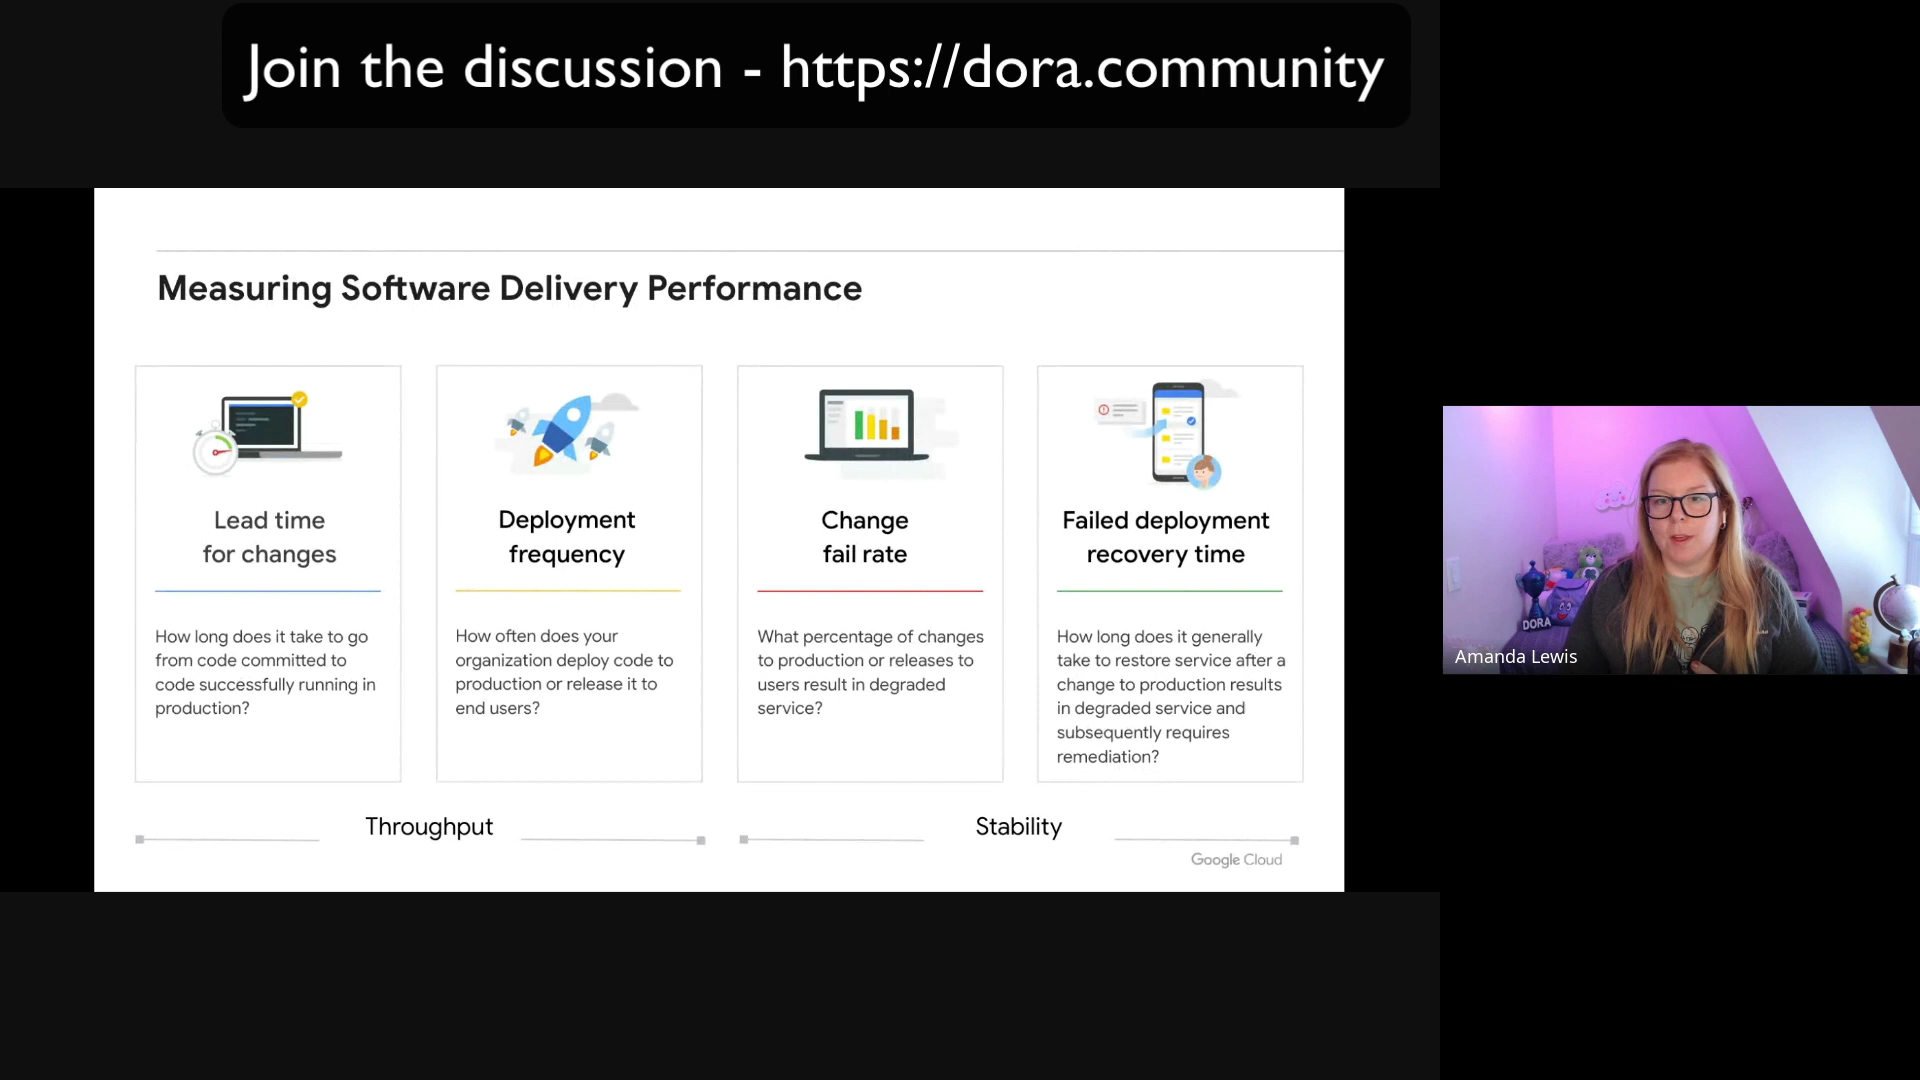 Join the discussion - https://dora.community
Measuring Software Delivery Performance
Lead time
for changes
How long does it take to go
from code committed to
code successfully running in
production?
Deployment
frequency
How often does your
organization deploy code to
production or release it to
end users?
Change
fail rate
What percentage of changes
to production or releases to
users result in degraded
service?
Failed deployment
recovery time
How long does it generally
take to restore service after a
change to production results
in degraded service and
subsequently requires
remediation?
Throughput
Stability
Google Cloud
DORA
Amanda Lewis